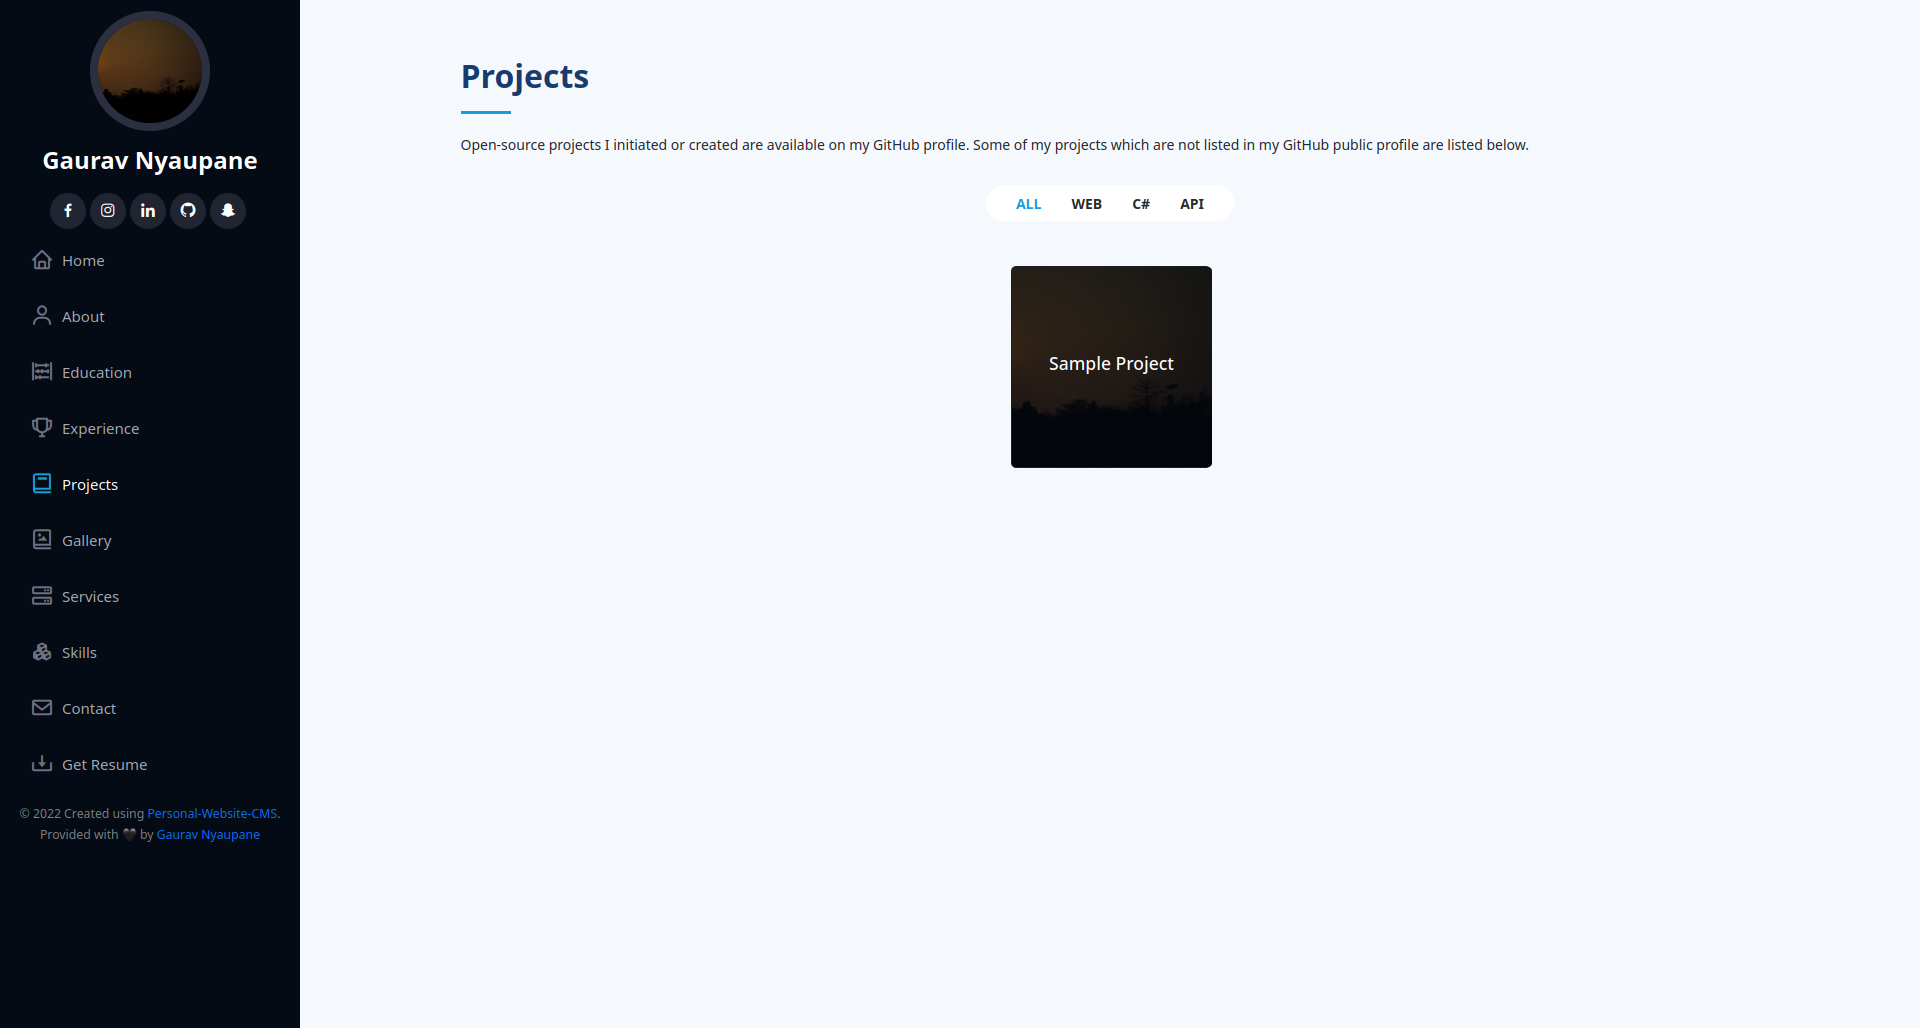 Gaurav Nyaupane
Home
About
Education
Experience
Projects
Gallery
Services
Skills
Contact
Get Resume
© 2022 Created using Personal-Website-CMS.
Provided with 🖤 by Gaurav Nyaupane
Projects
Open-source projects I initiated or created are available on my GitHub profile. Some of my projects which are not listed in my GitHub public profile are listed below.
ALL WEB C# API
Sample Project